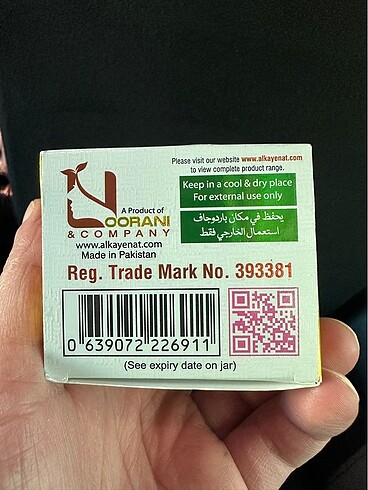 Please visit our website www.alkayenat.com
to view complete product range.
Keep in a cool & dry place
For external use only
يحفظ في مكان باردوجاف
استعمال الخارجي فقط
A Product of
NOORANI
& COMPANY
www.alkayenat.com
Made in Pakistan
Reg. Trade Mark No. 393381
0 639072 226911
(See expiry date on jar)